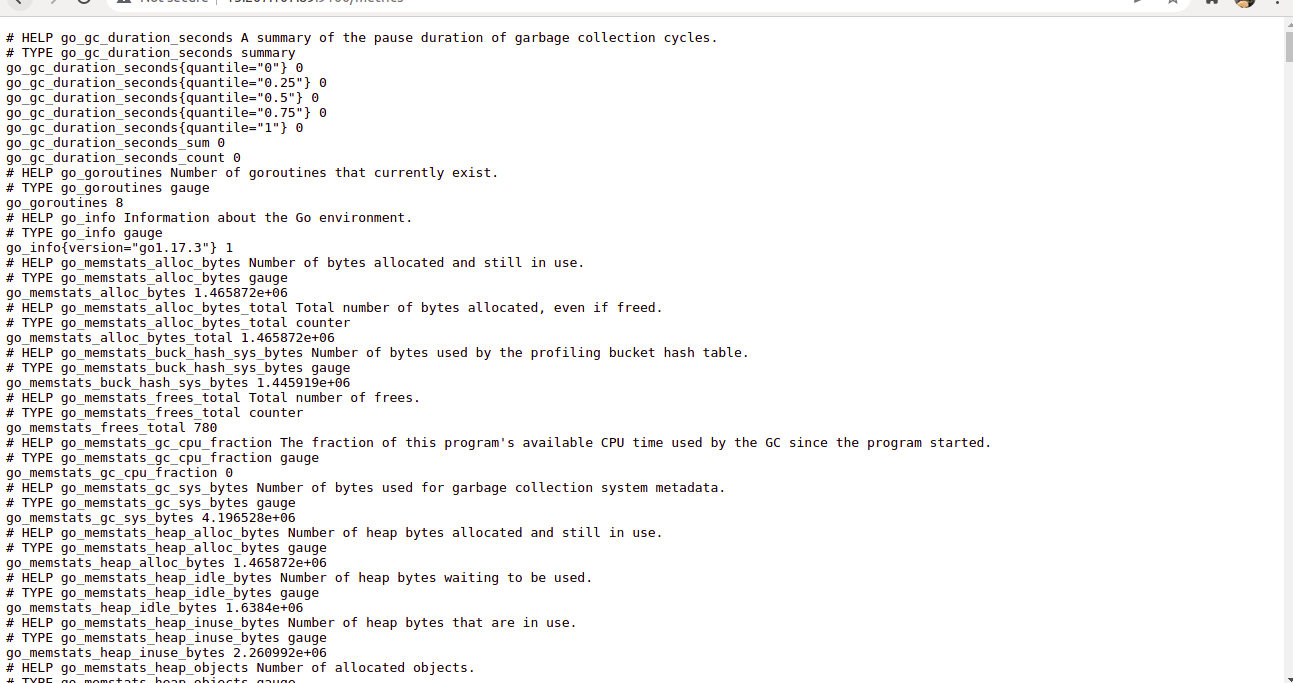 # HELP go_gc_duration_seconds A summary of the pause duration of garbage collection cycles.
# TYPE go_gc_duration_seconds summary
go_gc_duration_seconds{quantile="0"} 0
go_gc_duration_seconds{quantile="0.25"} 0
go_gc_duration_seconds{quantile="0.5"} 0
go_gc_duration_seconds{quantile="0.75"} 0
go_gc_duration_seconds{quantile="1"} 0
go_gc_duration_seconds_sum 0
go_gc_duration_seconds_count 0
# HELP go_goroutines Number of goroutines that currently exist.
# TYPE go_goroutines gauge
go_goroutines 8
# HELP go_info Information about the Go environment.
# TYPE go_info gauge
go_info{version="go1.17.3"} 1
# HELP go_memstats_alloc_bytes Number of bytes allocated and still in use.
# TYPE go_memstats_alloc_bytes gauge
go_memstats_alloc_bytes 1.465872e+06
# HELP go_memstats_alloc_bytes_total Total number of bytes allocated, even if freed.
# TYPE go_memstats_alloc_bytes_total counter
go_memstats_alloc_bytes_total 1.465872e+06
# HELP go_memstats_buck_hash_sys_bytes Number of bytes used by the profiling bucket hash table.
# TYPE go_memstats_buck_hash_sys_bytes gauge
go_memstats_buck_hash_sys_bytes 1.445919e+06
# HELP go_memstats_frees_total Total number of frees.
# TYPE go_memstats_frees_total counter
go_memstats_frees_total 780
# HELP go_memstats_gc_cpu_fraction The fraction of this program's available CPU time used by the GC since the program started.
# TYPE go_memstats_gc_cpu_fraction gauge
go_memstats_gc_cpu_fraction 0
# HELP go_memstats_gc_sys_bytes Number of bytes used for garbage collection system metadata.
# TYPE go_memstats_gc_sys_bytes gauge
go_memstats_gc_sys_bytes 4.196528e+06
# HELP go_memstats_heap_alloc_bytes Number of heap bytes allocated and still in use.
# TYPE go_memstats_heap_alloc_bytes gauge
go_memstats_heap_alloc_bytes 1.465872e+06
# HELP go_memstats_heap_idle_bytes Number of heap bytes waiting to be used.
# TYPE go_memstats_heap_idle_bytes gauge
go_memstats_heap_idle_bytes 1.6384e+06
# HELP go_memstats_heap_inuse_bytes Number of heap bytes that are in use.
# TYPE go_memstats_heap_inuse_bytes gauge
go_memstats_heap_inuse_bytes 2.260992e+06
# HELP go_memstats_heap_objects Number of allocated objects.
# TYPE go_memstats_heap_objects gauge